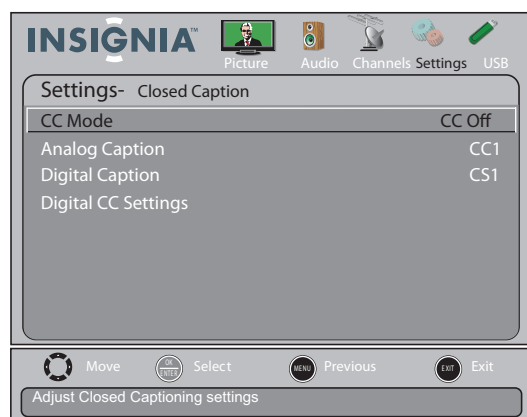 INSIGNIA™
Picture Audio Channels Settings USB
Settings- Closed Caption
CC Mode CC Off
Analog Caption CC1
Digital Caption CS1
Digital CC Settings
Move OK ENTER Select MENU Previous EXIT Exit
Adjust Closed Captioning settings